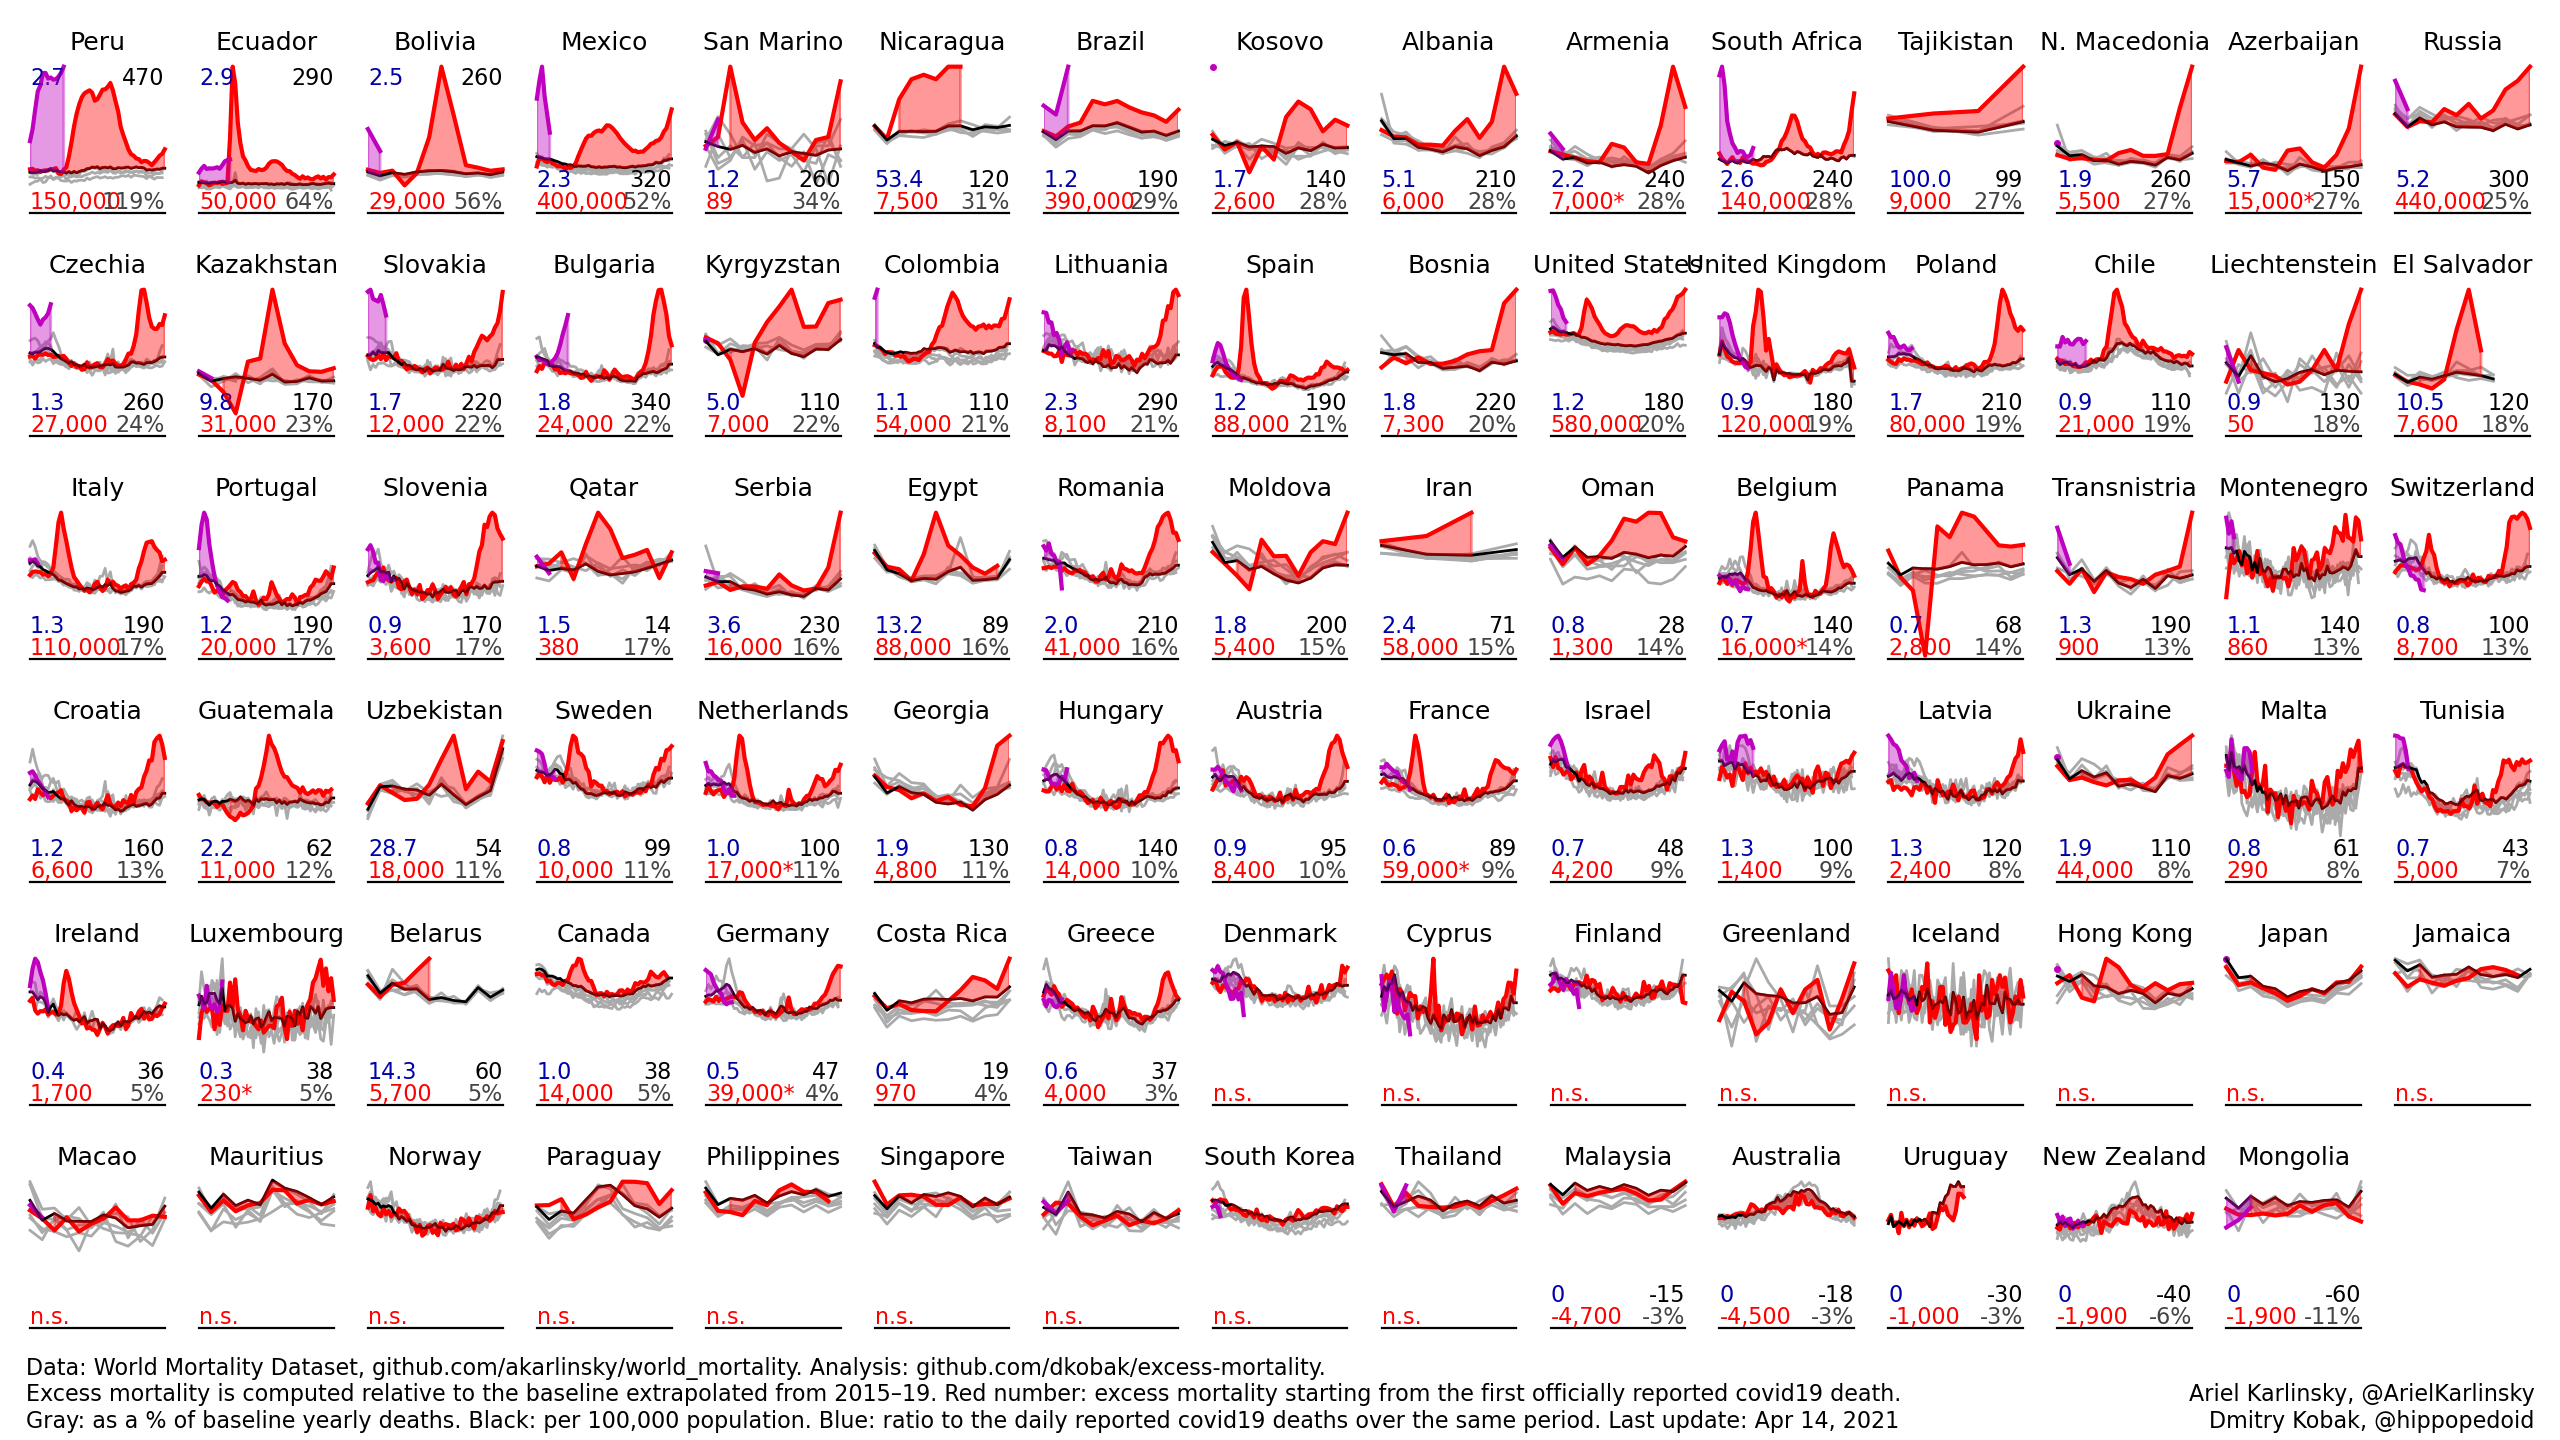 Peru Ecuador Bolivia Mexico San Marino Nicaragua Brazil Kosovo Albania Armenia South Africa Tajikistan N. Macedonia Azerbaijan Russia
2.7 470 2.9 290 2.5 260
2.3 320 1.2 260 53.4 120 1.2 190 1.7 140 5.1 210 2.2 240 2.6 240 100.0 99 1.9 260 5.7 150 5.2 300
150,000 119% 50,000 64% 29,000 56% 400,000 52% 89 34% 7,500 31% 390,000 29% 2,600 28% 6,000 28% 7,000* 28% 140,000 28% 9,000 27% 5,500 27% 15,000* 27% 440,000 25%
Czechia Kazakhstan Slovakia Bulgaria Kyrgyzstan Colombia Lithuania Spain Bosnia United States United Kingdom Poland Chile Liechtenstein El Salvador
1.3 260 9.8 170 1.7 220 1.8 340 5.0 110 1.1 110 2.3 290 1.2 190 1.8 220 1.2 180 0.9 180 1.7 210 0.9 110 0.9 130 10.5 120
27,000 24% 31,000 23% 12,000 22% 24,000 22% 7,000 22% 54,000 21% 8,100 21% 88,000 21% 7,300 20% 580,000 20% 120,000 19% 80,000 19% 21,000 19% 50 18% 7,600 18%
Italy Portugal Slovenia Qatar Serbia Egypt Romania Moldova Iran Oman Belgium Panama Transnistria Montenegro Switzerland
1.3 190 1.2 190 0.9 170 1.5 14 3.6 230 13.2 89 2.0 210 1.8 200 2.4 71 0.8 28 0.7 140 0.7 68 1.3 190 1.1 140 0.8 100
110,000 17% 20,000 17% 3,600 17% 380 17% 16,000 16% 88,000 16% 41,000 16% 5,400 15% 58,000 15% 1,300 14% 16,000* 14% 2,800 14% 900 13% 860 13% 8,700 13%
Croatia Guatemala Uzbekistan Sweden Netherlands Georgia Hungary Austria France Israel Estonia Latvia Ukraine Malta Tunisia
1.2 160 2.2 62 28.7 54 0.8 99 1.0 100 1.9 130 0.8 140 0.9 95 0.6 89 0.7 48 1.3 100 1.3 120 1.9 110 0.8 61 0.7 43
6,600 13% 11,000 12% 18,000 11% 10,000 11% 17,000* 11% 4,800 11% 14,000 10% 8,400 10% 59,000* 9% 4,200 9% 1,400 9% 2,400 8% 44,000 8% 290 8% 5,000 7%
Ireland Luxembourg Belarus Canada Germany Costa Rica Greece Denmark Cyprus Finland Greenland Iceland Hong Kong Japan Jamaica
0.4 36 0.3 38 14.3 60 1.0 38 0.5 47 0.4 19 0.6 37
1,700 5% 230* 5% 5,700 5% 14,000 5% 39,000* 4% 970 4% 4,000 3% n.s. n.s. n.s. n.s. n.s. n.s. n.s. n.s.
Macao Mauritius Norway Paraguay Philippines Singapore Taiwan South Korea Thailand Malaysia Australia Uruguay New Zealand Mongolia
0 -15 0 -18 0 -30 0 -40 0 -60
n.s. n.s. n.s. n.s. n.s. n.s. n.s. n.s. n.s. -4,700 -3% -4,500 -3% -1,000 -3% -1,900 -6% -1,900 -11%
Data: World Mortality Dataset, github.com/akarlinsky/world_mortality. Analysis: github.com/dkobak/excess-mortality.
Excess mortality is computed relative to the baseline extrapolated from 2015–19. Red number: excess mortality starting from the first officially reported covid19 death.
Gray: as a % of baseline yearly deaths. Black: per 100,000 population. Blue: ratio to the daily reported covid19 deaths over the same period. Last update: Apr 14, 2021
Ariel Karlinsky, @ArielKarlinsky
Dmitry Kobak, @hippopedoid